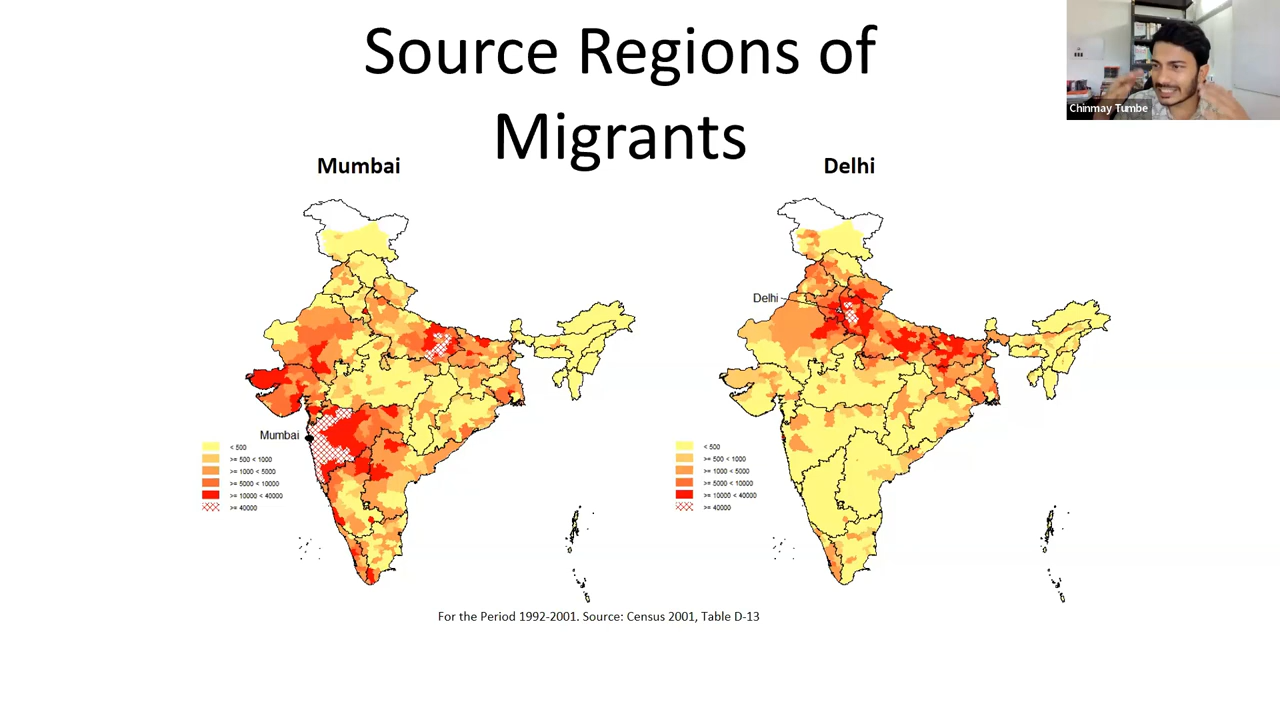 Source Regions of
Migrants
Chinmay Tumbe
Mumbai
Delhi
Mumbai
< 500
>= 500 < 1000
>= 1000 < 5000
>= 5000 < 10000
>= 10000 < 40000
>= 40000
Delhi
< 500
>= 500 < 1000
>= 1000 < 5000
>= 5000 < 10000
>= 10000 < 40000
>= 40000
For the Period 1992-2001. Source: Census 2001, Table D-13